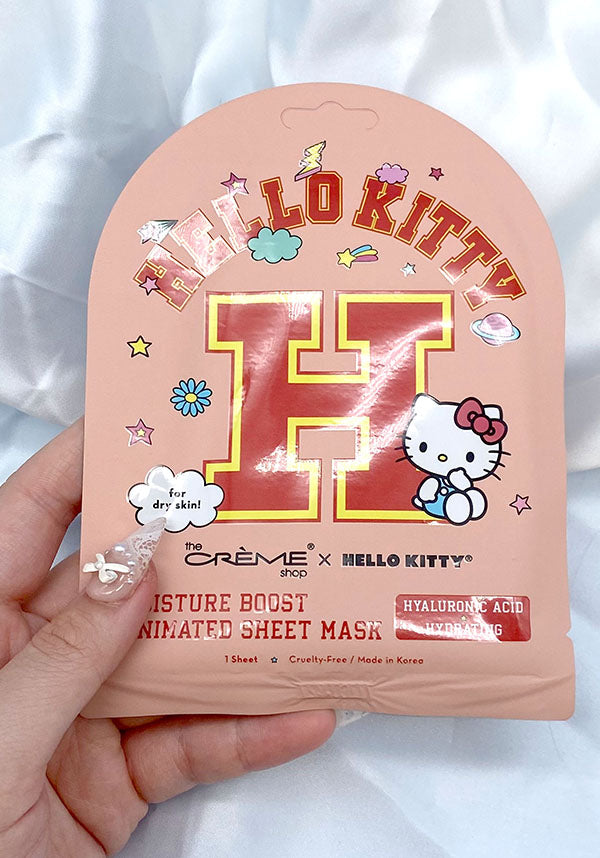 HELLO KITTY
H
for
dry skin!
the
CRÈME®
shop
× HELLO KITTY®
OISTURE BOOST
NIMATED SHEET MASK
HYALURONIC ACID
HYDRATING
1 Sheet ☆ Cruelty-Free / Made in Korea